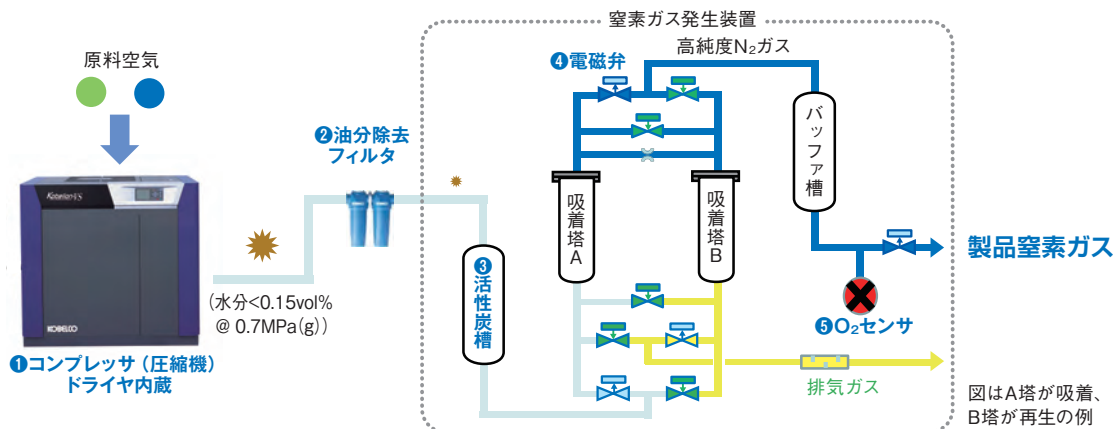 窒素ガス発生装置
原料空気
高純度N₂ガス
❹電磁弁
❷油分除去
フィルタ
バッファ槽
Kobelion VS
吸着塔A
吸着塔B
製品窒素ガス
❸活性炭槽
(水分<0.15vol%
@ 0.7MPa(g))
KOBELCO
❺O₂センサ
❶コンプレッサ（圧縮機）
ドライヤ内蔵
排気ガス
図はA塔が吸着、
B塔が再生の例